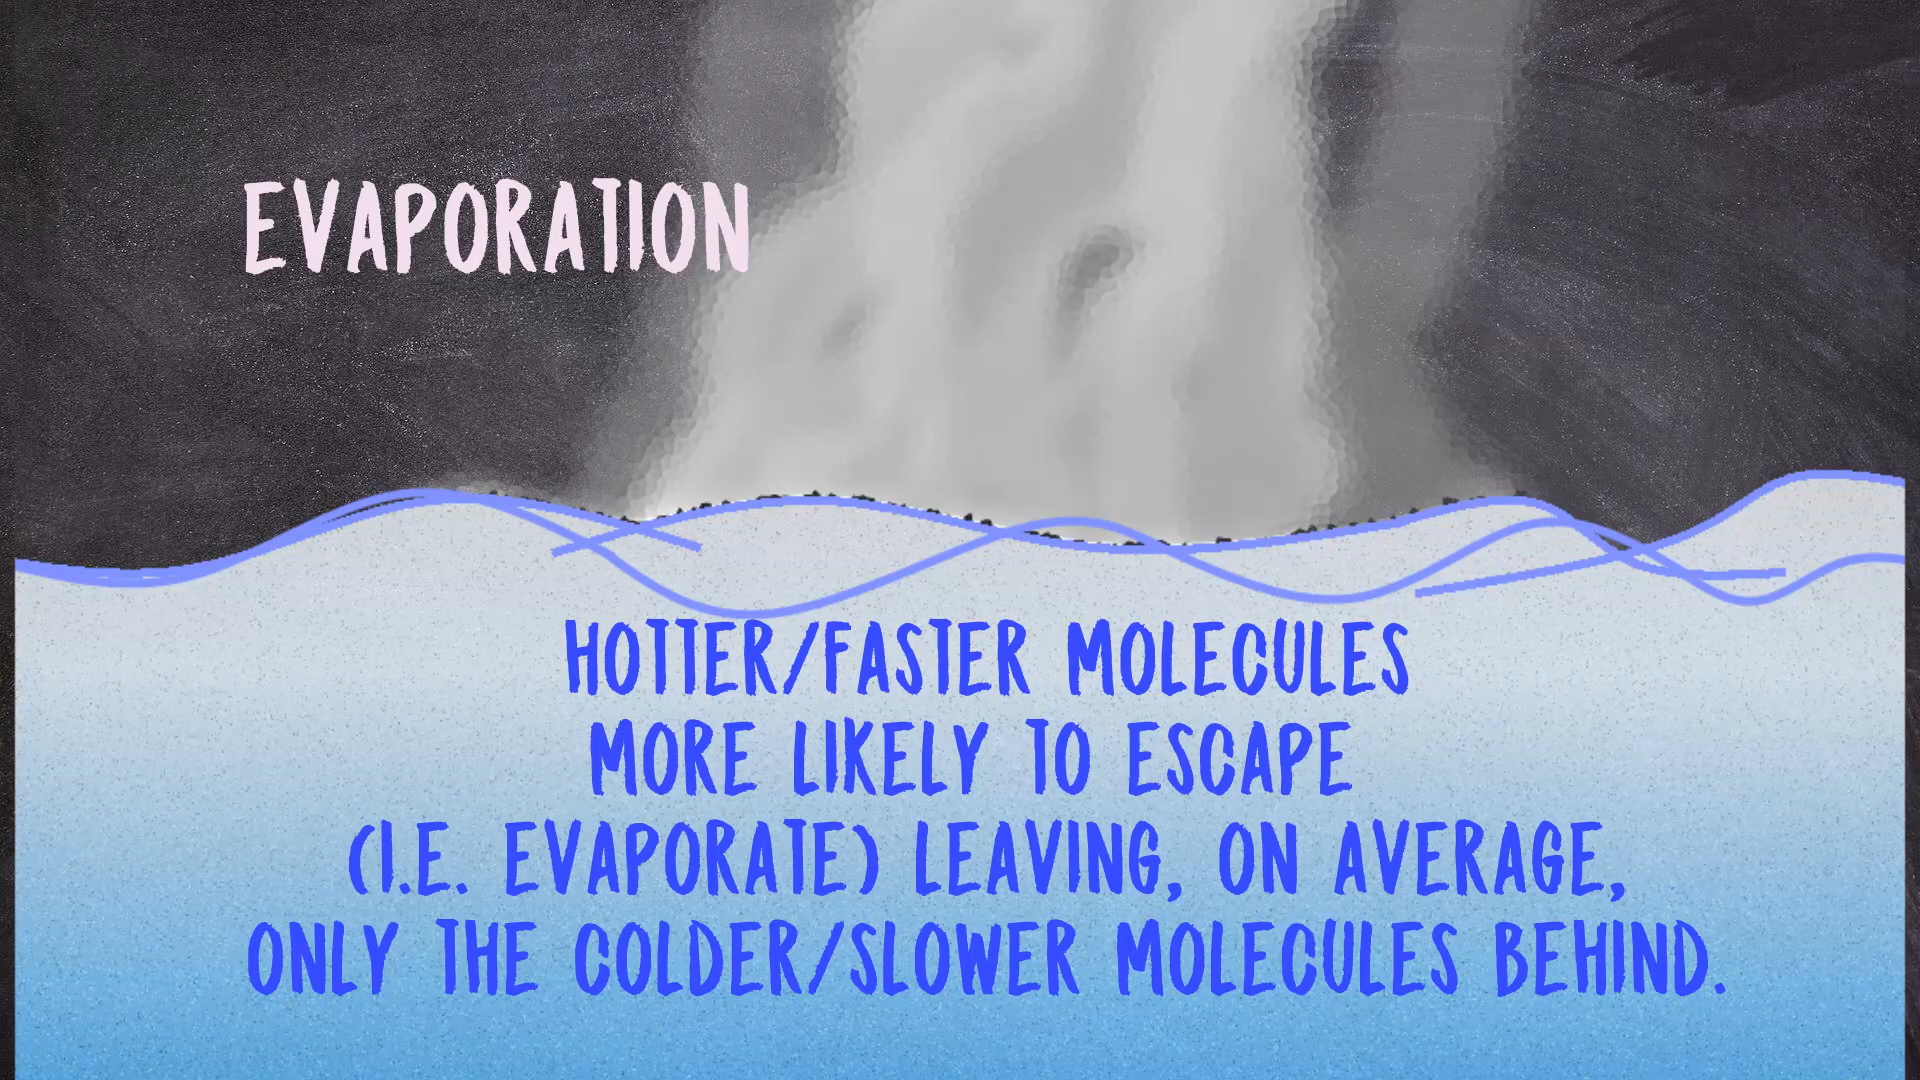 EVAPORATION
HOTTER/FASTER MOLECULES
MORE LIKELY TO ESCAPE
(I.E. EVAPORATE) LEAVING, ON AVERAGE,
ONLY THE COLDER/SLOWER MOLECULES BEHIND.